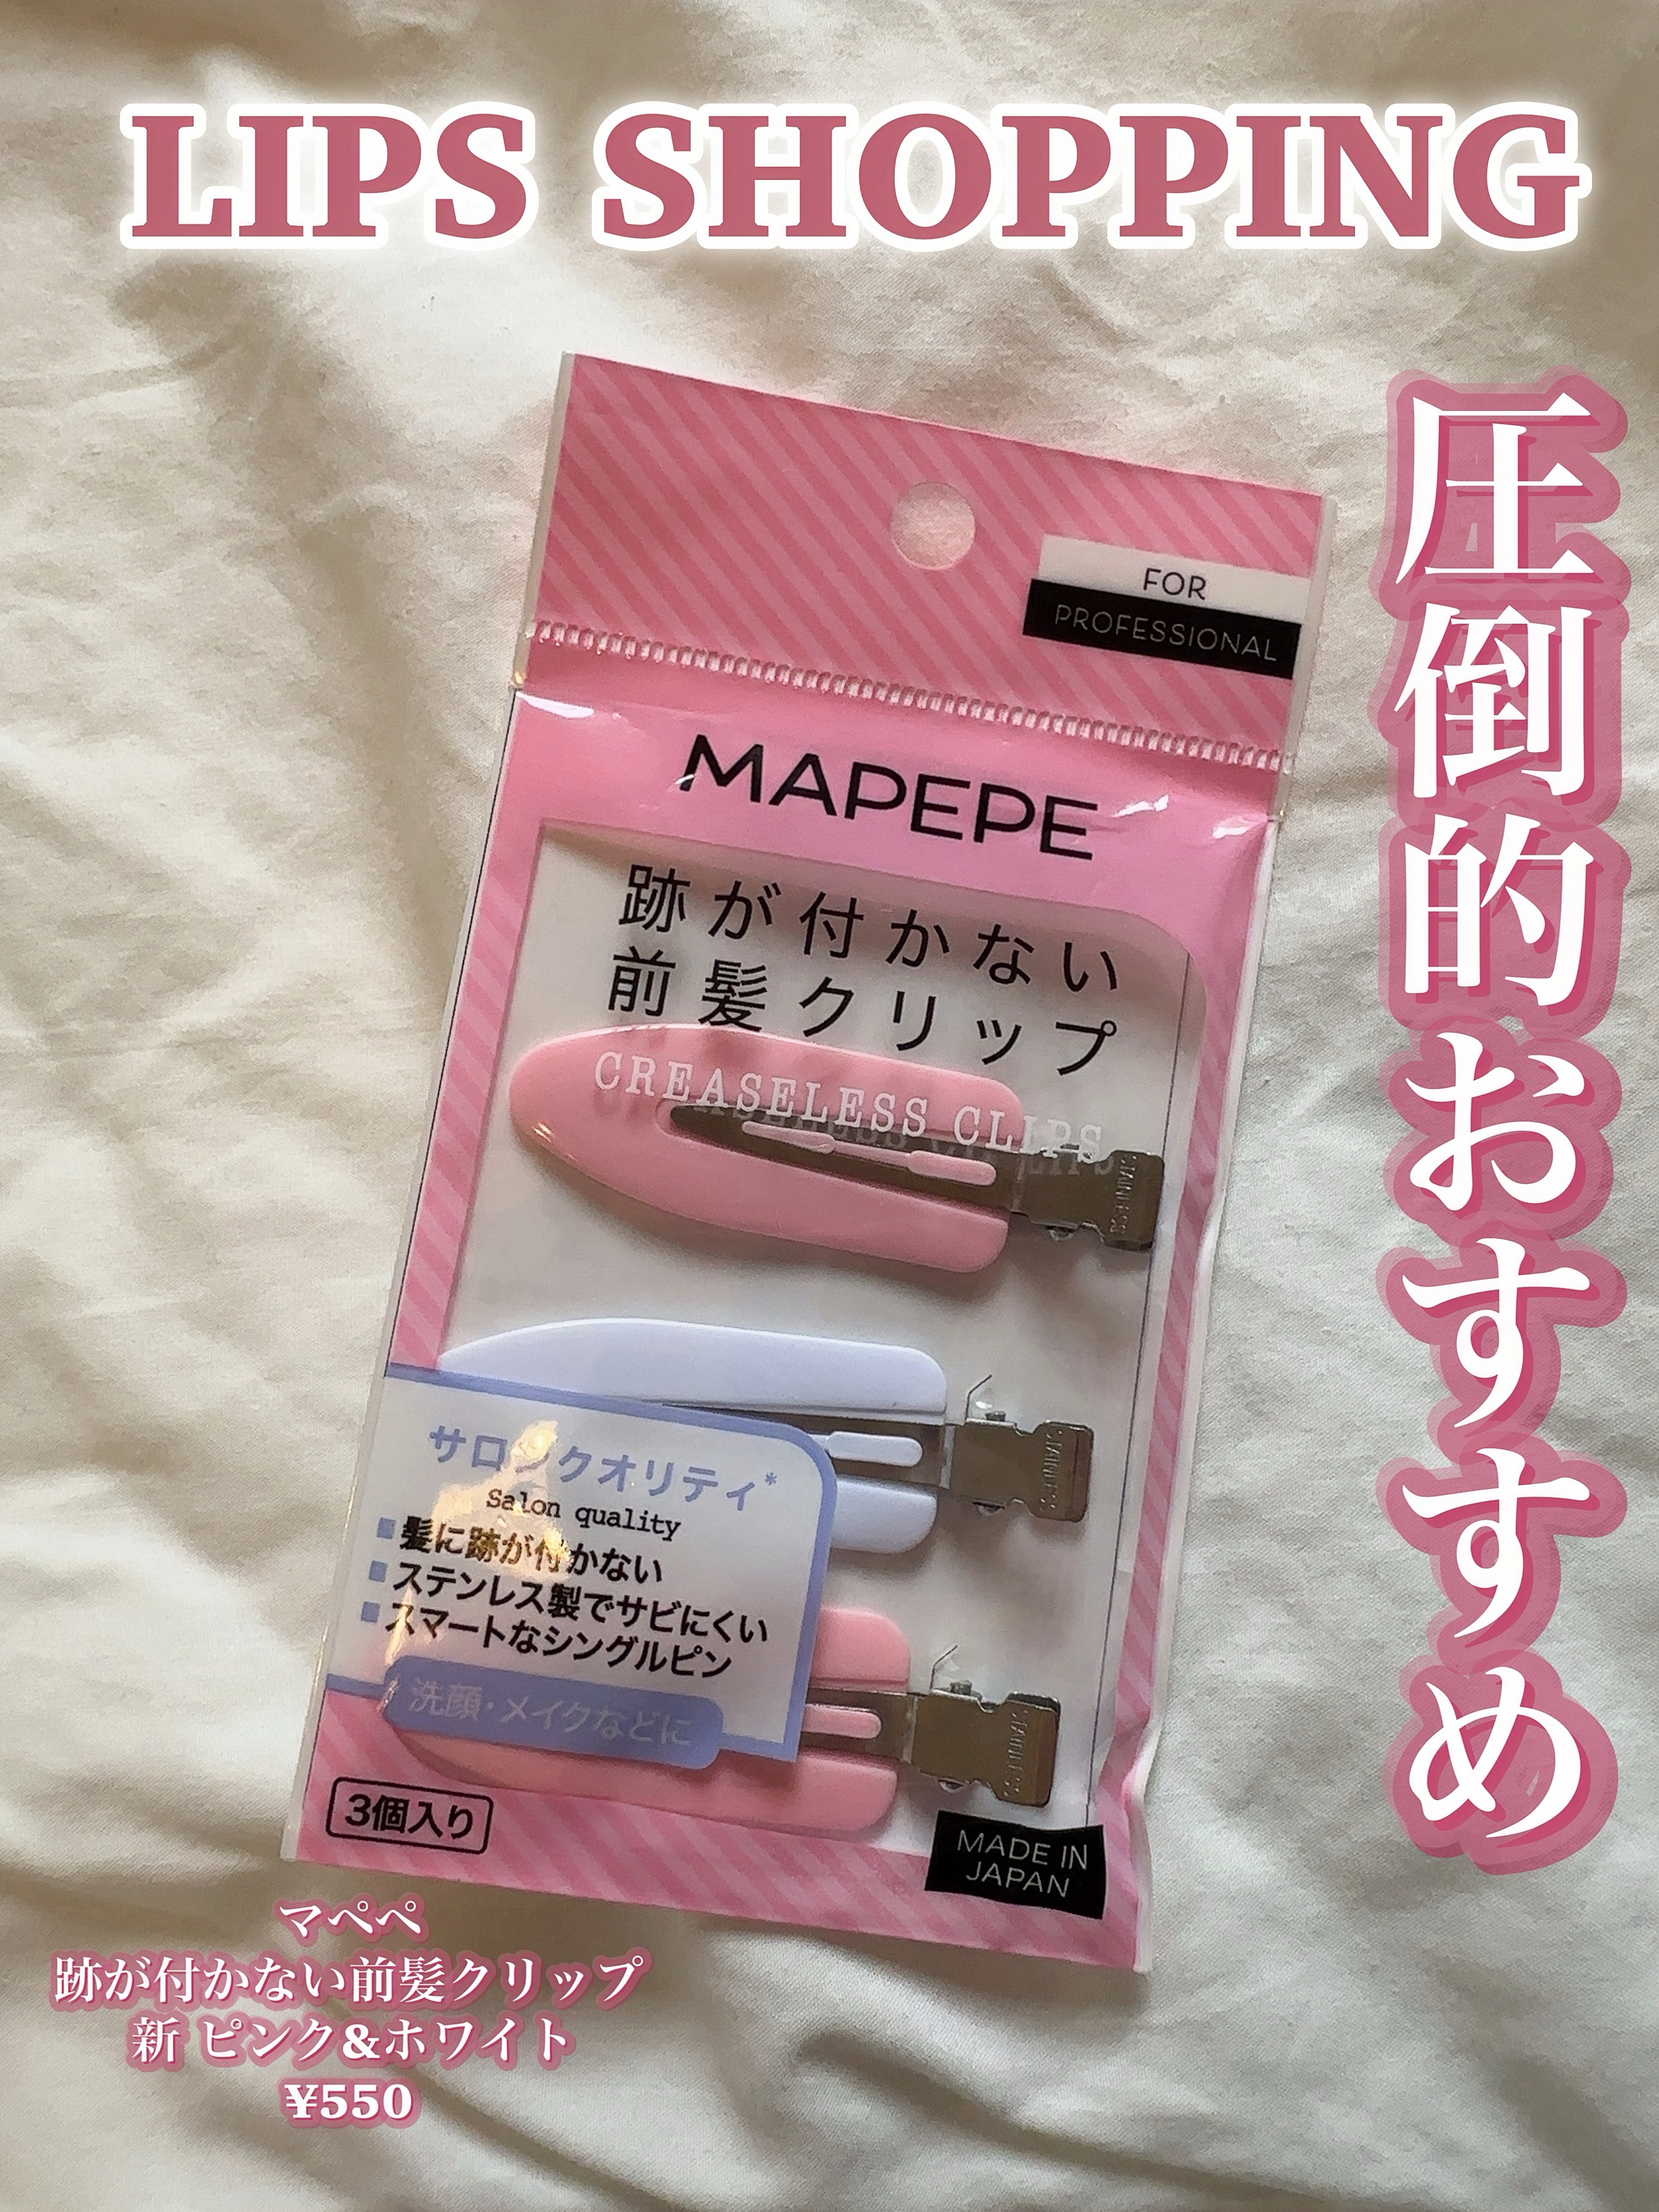 LIPS SHOPPING
圧倒的おすすめ
FOR
PROFESSIONAL
MAPEPE
跡が付かない
前髪クリップ
CREASELESS CLIPS
STAINLESS
STAINLESS
STAINLESS
サロンクオリティ*
Salon quality
■髪に跡が付かない
■ステンレス製でサビにくい
■スマートなシングルピン
洗顔・メイクなどに
3個入り
MADE IN
JAPAN
マペペ
跡が付かない前髪クリップ
新 ピンク&ホワイト
¥550